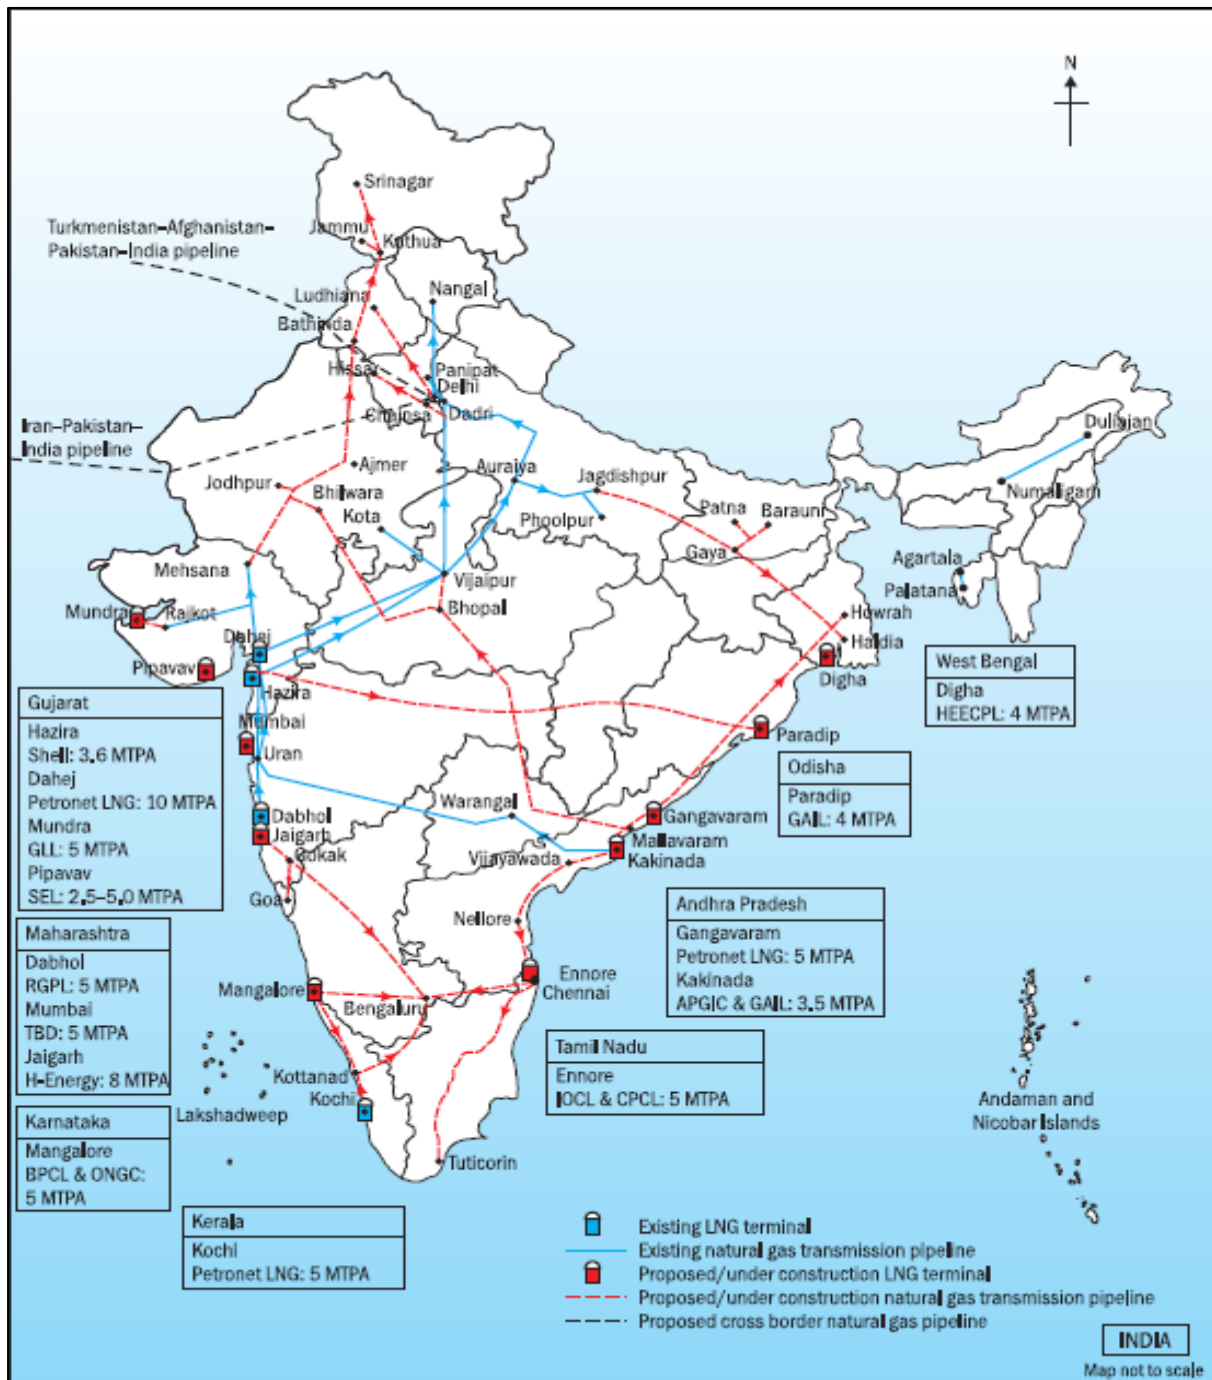 N
Srinagar
Turkmenistan–Afghanistan–
Pakistan–India pipeline
Jammu
Kathua
Ludhiana
Nangal
Bathinda
Hissar
Panipat
Delhi
Chainsa
Dadri
Iran–Pakistan–
India pipeline
Duliajan
Numaligarh
Ajmer
Auraiya
Jagdishpur
Jodhpur
Bhilwara
Kota
Phoolpur
Patna
Barauni
Gaya
Mehsana
Vijaipur
Agartala
Palatana
Mundra
Rajkot
Bhopal
Howrah
Haldia
Dahej
Pipavav
Hazira
Digha
Mumbai
Uran
Paradip
Warangal
Dabhol
Jaigarh
Gangavaram
Mallavaram
Kakinada
Gokak
Vijayawada
Goa
Nellore
Ennore
Chennai
Mangalore
Bengaluru
Kottanad
Kochi
Lakshadweep
Tuticorin
Andaman and
Nicobar Islands
Gujarat
Hazira
Shell: 3.6 MTPA
Dahej
Petronet LNG: 10 MTPA
Mundra
GLL: 5 MTPA
Pipavav
SEL: 2.5–5.0 MTPA
Maharashtra
Dabhol
RGPL: 5 MTPA
Mumbai
TBD: 5 MTPA
Jaigarh
H-Energy: 8 MTPA
Karnataka
Mangalore
BPCL & ONGC:
5 MTPA
Kerala
Kochi
Petronet LNG: 5 MTPA
Tamil Nadu
Ennore
IOCL & CPCL: 5 MTPA
Andhra Pradesh
Gangavaram
Petronet LNG: 5 MTPA
Kakinada
APGIC & GAIL: 3.5 MTPA
Odisha
Paradip
GAIL: 4 MTPA
West Bengal
Digha
HEECPL: 4 MTPA
Existing LNG terminal
Existing natural gas transmission pipeline
Proposed/under construction LNG terminal
Proposed/under construction natural gas transmission pipeline
Proposed cross border natural gas pipeline
INDIA
Map not to scale